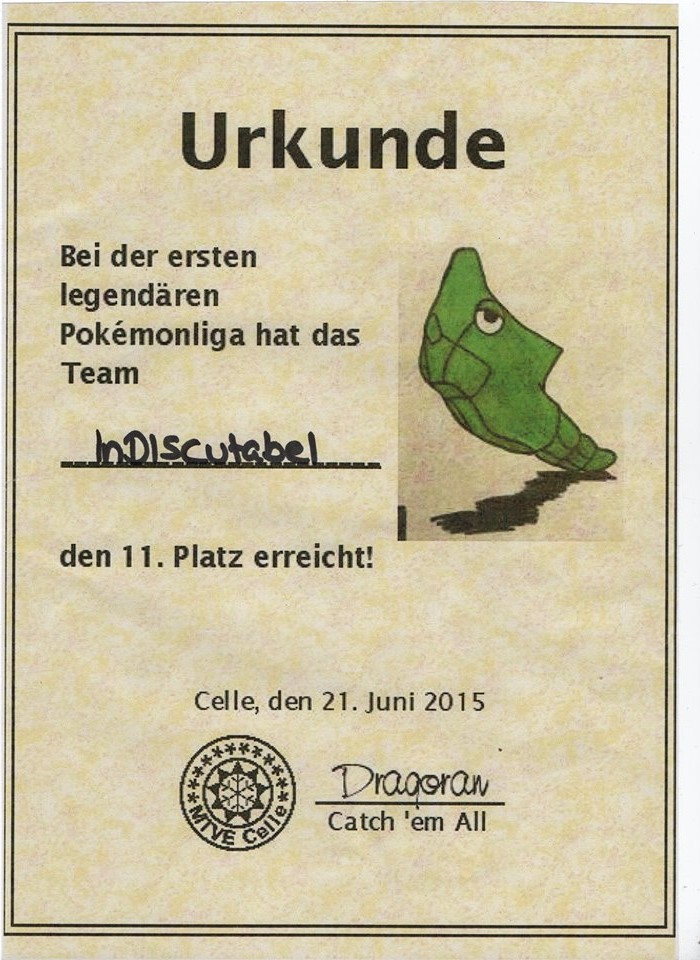 Urkunde
Bei der ersten
legendären
Pokémonliga hat das
Team
InDIscutabel
den 11. Platz erreicht!
Celle, den 21. Juni 2015
MTVE Celle
Dragoran
Catch 'em All